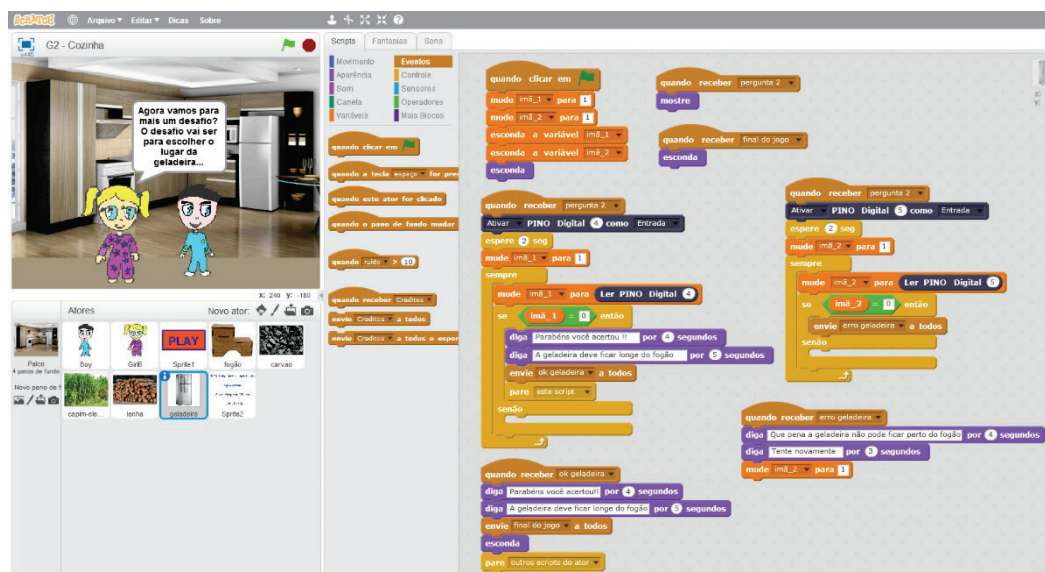 SCRATCH Arquivo Editar Dicas Sobre
G2 - Cozinha
Agora vamos para
mais um desafio?
O desafio vai ser
para escolher o
lugar da
geladeira...
X: 240 Y: -180
Atores Novo ator:
Palco
4 panos de fundo
Novo pano de f
Boy
Girl6
PLAY
Sprite1
fogão
carvao
capim-ele...
lenha
geladeira
Sprite2
Scripts Fantasias Sons
Movimento Eventos
Aparência Controle
Som Sensores
Caneta Operadores
Variáveis Mais Blocos
quando clicar em
quando a tecla espaço for pres
quando este ator for clicado
quando o pano de fundo mudar
quando ruído > 10
quando receber Creditos
envie Creditos a todos
envie Creditos a todos e esper
quando clicar em
mude imã_1 para 1
mude imã_2 para 1
esconda a variável imã_1
esconda a variável imã_2
esconda
quando receber pergunta 2
mostre
quando receber final do jogo
esconda
quando receber pergunta 2
Ativar PINO Digital 4 como Entrada
espere 2 seg
mude imã_1 para 1
sempre
mude imã_1 para Ler PINO Digital 4
se imã_1 = 0 então
diga Parabéns você acertou !! por 4 segundos
diga A geladeira deve ficar longe do fogão por 5 segundos
envie ok geladeira a todos
pare este script
senão
quando receber pergunta 2
Ativar PINO Digital 5 como Entrada
espere 2 seg
mude imã_2 para 1
sempre
mude imã_2 para Ler PINO Digital 5
se imã_2 = 0 então
envie erro geladeira a todos
senão
quando receber erro geladeira
diga Que pena a geladeira não pode ficar perto do fogão por 4 segundos
diga Tente novamente por 3 segundos
mude imã_2 para 1
quando receber ok geladeira
diga Parabéns você acertou!! por 4 segundos
diga A geladeira deve ficar longe do fogão por 5 segundos
envie final do jogo a todos
esconda
pare outros scripts do ator